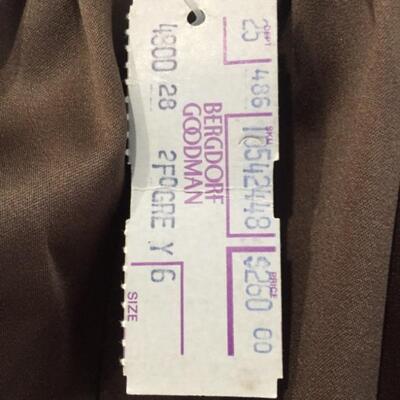 DEPT SKU PRICE
25 486 10542448 $260 00
BERGDORF
GOODMAN
4800 28 2FOGRE Y 6
SIZE